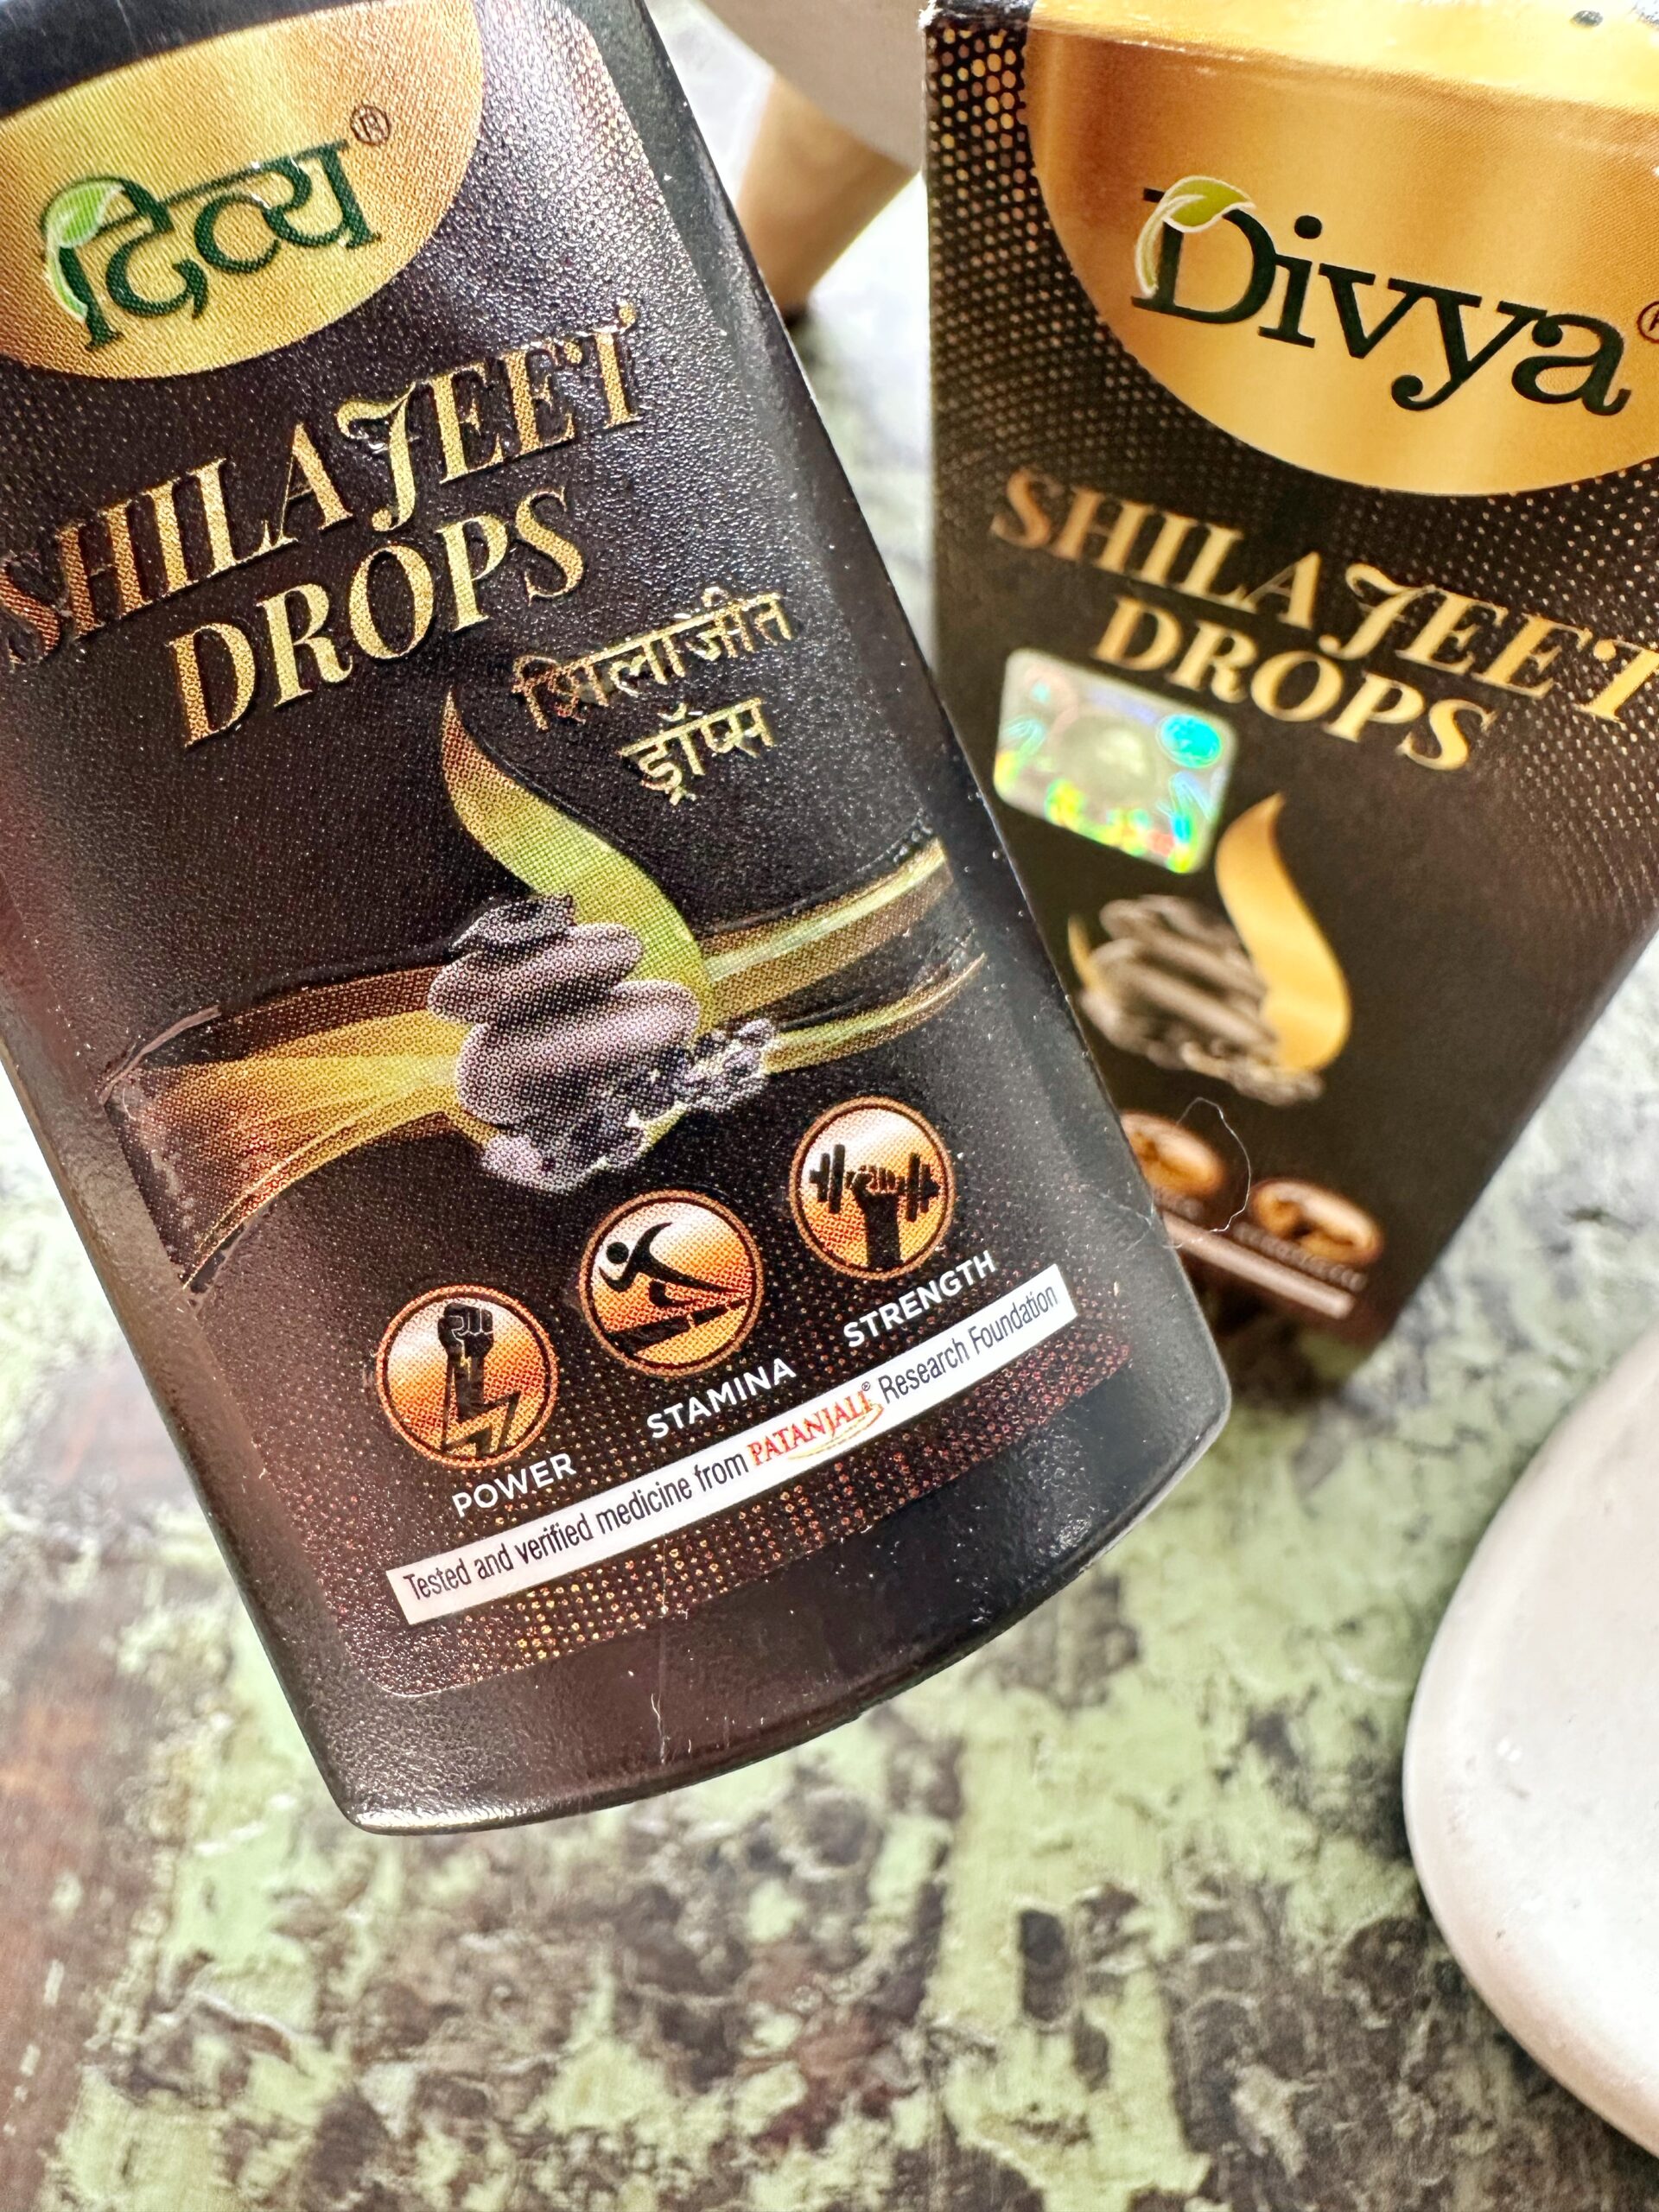 दिव्य®
SHILAJEET
DROPS
शिलाजीत
ड्रॉप्स
POWER
STAMINA
STRENGTH
Tested and verified medicine from PATANJALI® Research Foundation
Divya®
SHILAJEET
DROPS